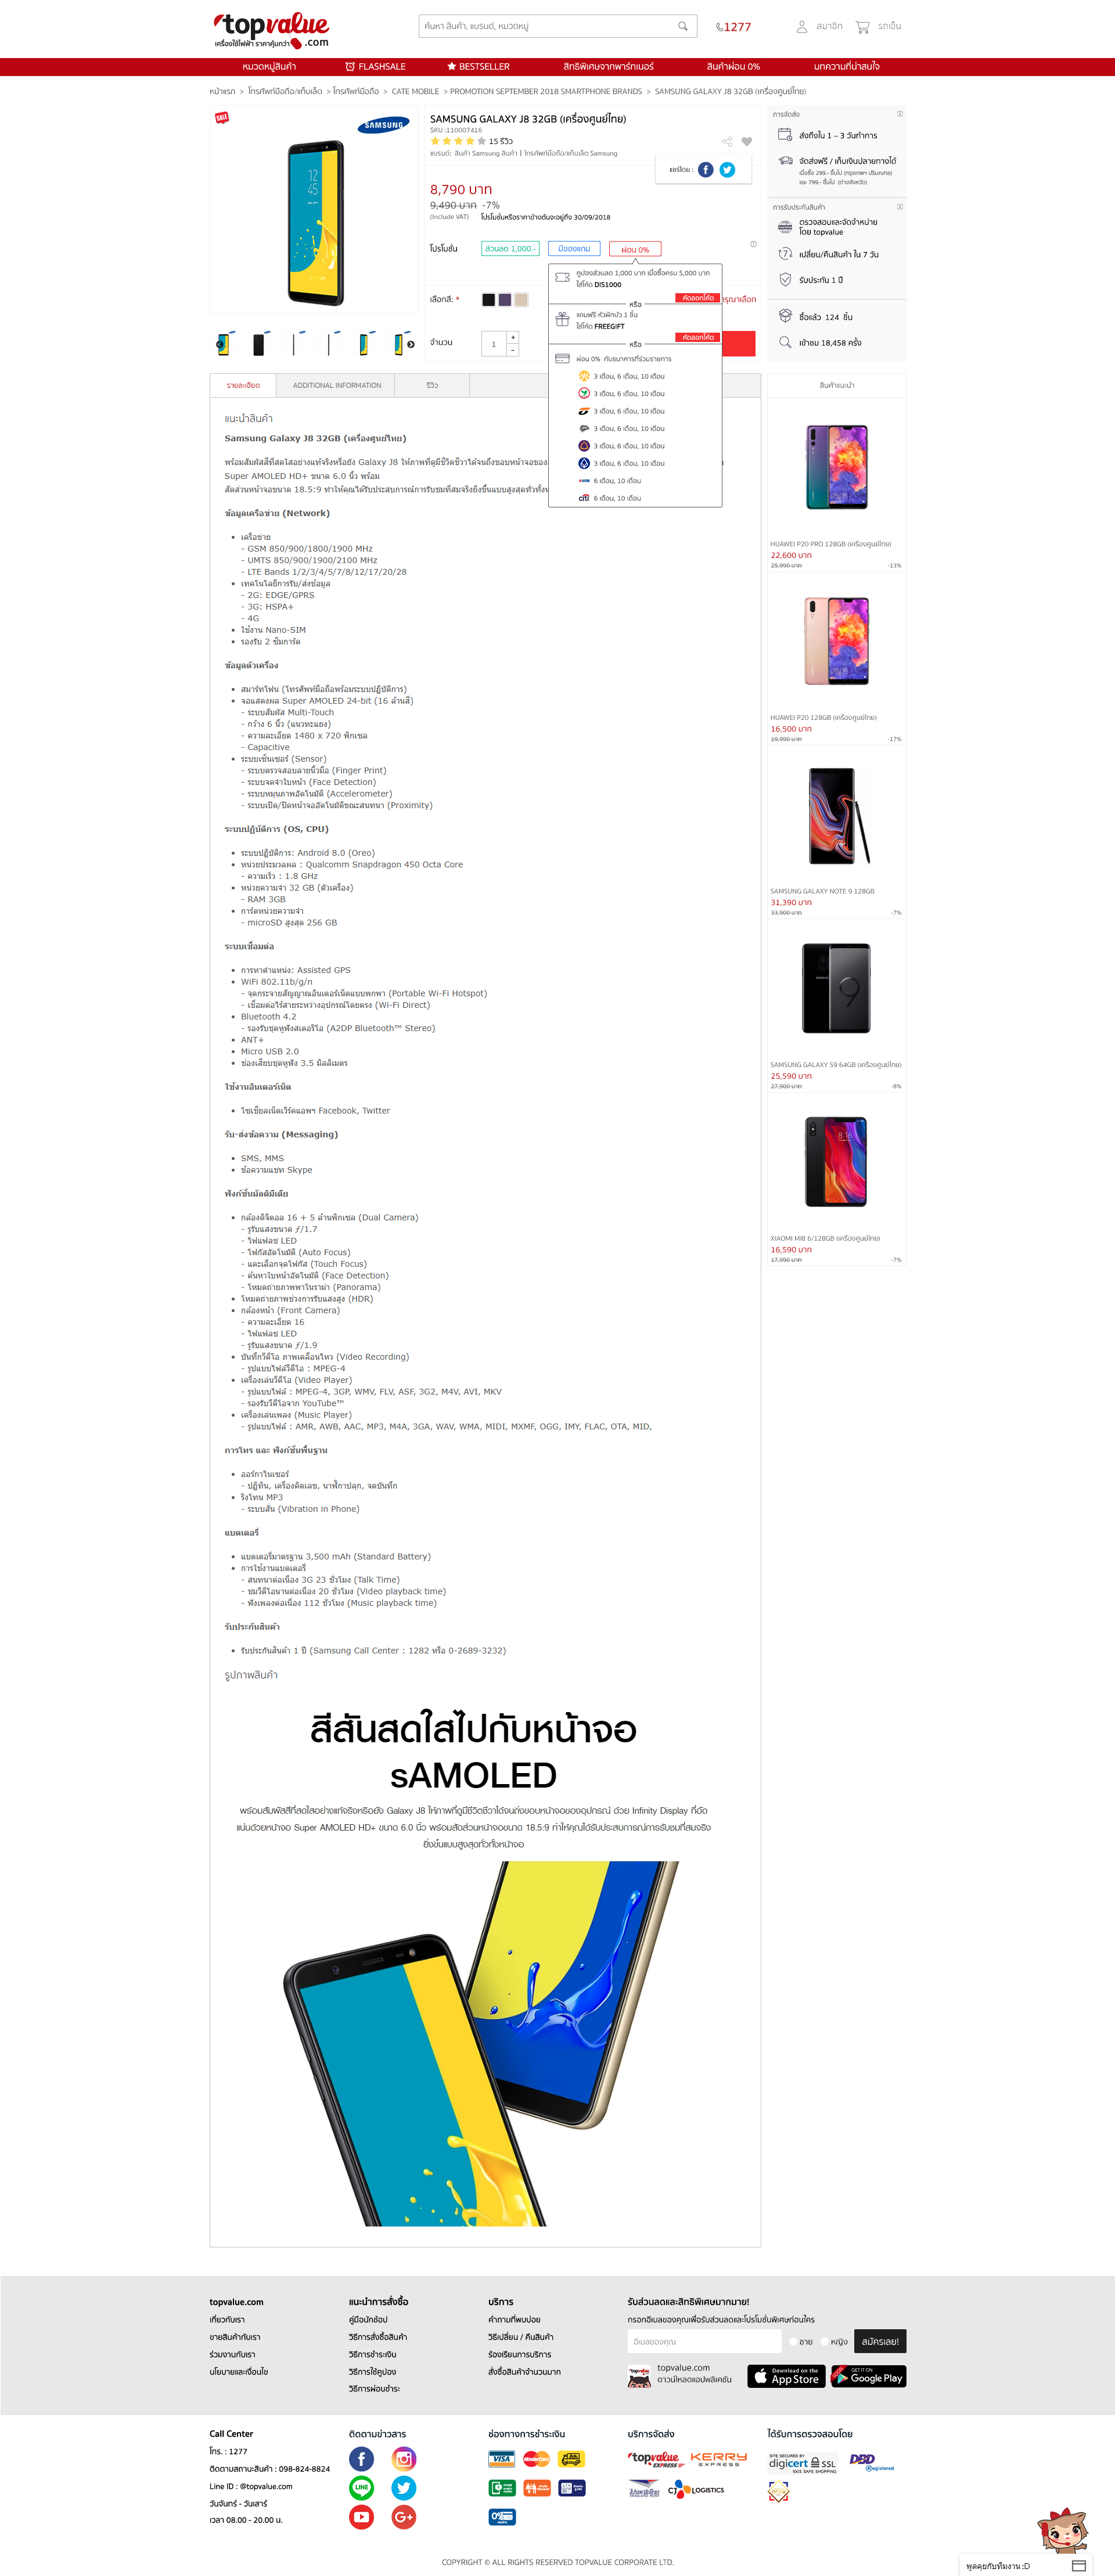 topvalue
เครื่องใช้ไฟฟ้า ราคาคุ้มกว่า .com
ค้นหา สินค้า, แบรนด์, หมวดหมู่
1277
สมาชิก
รถเข็น
หมวดหมู่สินค้า
FLASHSALE
BESTSELLER
สิทธิพิเศษจากพาร์ทเนอร์
สินค้าผ่อน 0%
บทความที่น่าสนใจ
หน้าแรก > โทรศัพท์มือถือ/แท็บเล็ต > โทรศัพท์มือถือ > CATE MOBILE > PROMOTION SEPTEMBER 2018 SMARTPHONE BRANDS > SAMSUNG GALAXY J8 32GB (เครื่องศูนย์ไทย)
SALE
SAMSUNG
SAMSUNG GALAXY J8 32GB (เครื่องศูนย์ไทย)
SKU :110007416
15 รีวิว
แบรนด์: สินค้า Samsung สินค้า | โทรศัพท์มือถือ/แท็บเล็ต Samsung
แชร์โดย :
8,790 บาท
9,490 บาท -7%
(Include VAT) โปรโมชั่นหรือราคาข้างต้นจะอยู่ถึง 30/09/2018
โปรโมชั่น
ส่วนลด 1,000.-
มีของแถม
ผ่อน 0%
คูปองส่วนลด 1,000 บาท เมื่อซื้อครบ 5,000 บาท
ใส่โค้ด DIS1000
คัดลอกโค้ด
หรือ
แถมฟรี หัวฝักบัว 1 ชิ้น
ใส่โค้ด FREEGIFT
คัดลอกโค้ด
หรือ
ผ่อน 0% กับธนาคารที่ร่วมรายการ
3 เดือน, 6 เดือน, 10 เดือน
3 เดือน, 6 เดือน, 10 เดือน
3 เดือน, 6 เดือน, 10 เดือน
3 เดือน, 6 เดือน, 10 เดือน
3 เดือน, 6 เดือน, 10 เดือน
3 เดือน, 6 เดือน, 10 เดือน
6 เดือน, 10 เดือน
citi 6 เดือน, 10 เดือน
เลือกสี: *
จำนวน
1
+
-
การจัดส่ง
ส่งถึงใน 1 – 3 วันทำการ
จัดส่งฟรี / เก็บเงินปลายทางได้
เมื่อซื้อ 299.- ขึ้นไป (กรุงเทพฯ ปริมณฑล)
และ 799.- ขึ้นไป (ต่างจังหวัด)
การรับประกันสินค้า
ตรวจสอบและจัดจำหน่าย
โดย topvalue
เปลี่ยน/คืนสินค้า ใน 7 วัน
รับประกัน 1 ปี
ซื้อแล้ว 124 ชิ้น
เข้าชม 18,458 ครั้ง
รายละเอียด
ADDITIONAL INFORMATION
รีวิว
แนะนำสินค้า
Samsung Galaxy J8 32GB (เครื่องศูนย์ไทย)
พร้อมสัมผัสสีที่สดใสอย่างแท้จริงหรือยัง Galaxy J8 ให้ภาพที่ดูมีชีวิตชีวาได้จนถึงขอบหน้าจอของ
Super AMOLED HD+ ขนาด 6.0 นิ้ว พร้อม
สัดส่วนหน้าจอขนาด 18.5:9 ทำให้คุณได้รับประสบการณ์การรับชมที่สมจริงยิ่งขึ้นแบบสูงสุดทั่วทั้งห
ข้อมูลเครือข่าย (Network)
• เครือข่าย
- GSM 850/900/1800/1900 MHz
- UMTS 850/900/1900/2100 MHz
- LTE Bands 1/2/3/4/5/7/8/12/17/20/28
• เทคโนโลยีการรับ/ส่งข้อมูล
- 2G: EDGE/GPRS
- 3G: HSPA+
- 4G
• ใช้งาน Nano-SIM
• รองรับ 2 ซิมการ์ด
ข้อมูลตัวเครื่อง
• สมาร์ทโฟน (โทรศัพท์มือถือพร้อมระบบปฏิบัติการ)
• จอแสดงผล Super AMOLED 24-bit (16 ล้านสี)
- ระบบสัมผัส Multi-Touch
- กว้าง 6 นิ้ว (แนวทะแยง)
- ความละเอียด 1480 x 720 พิกเซล
- Capacitive
• ระบบเซ็นเซอร์ (Sensor)
- ระบบตรวจสอบลายนิ้วมือ (Finger Print)
- ระบบจดจำใบหน้า (Face Detection)
- ระบบหมุนภาพอัตโนมัติ (Accelerometer)
- ระบบเปิด/ปิดหน้าจออัตโนมัติขณะสนทนา (Proximity)
ระบบปฏิบัติการ (OS, CPU)
• ระบบปฏิบัติการ: Android 8.0 (Oreo)
• หน่วยประมวลผล : Qualcomm Snapdragon 450 Octa Core
- ความเร็ว : 1.8 GHz
• หน่วยความจำ 32 GB (ตัวเครื่อง)
- RAM 3GB
• การ์ดหน่วยความจำ
- microSD สูงสุด 256 GB
ระบบเชื่อมต่อ
• การหาตำแหน่ง: Assisted GPS
• WiFi 802.11b/g/n
- จุดกระจายสัญญาณอินเตอร์เน็ตแบบพกพา (Portable Wi-Fi Hotspot)
- เชื่อมต่อไร้สายระหว่างอุปกรณ์โดยตรง (Wi-Fi Direct)
• Bluetooth 4.2
- รองรับชุดหูฟังสเตอริโอ (A2DP Bluetooth™ Stereo)
• ANT+
• Micro USB 2.0
• ช่องเสียบชุดหูฟัง 3.5 มิลลิเมตร
ใช้งานอินเตอร์เน็ต
• โซเชียลเน็ตเวิร์คแอพฯ Facebook, Twitter
รับ-ส่งข้อความ (Messaging)
• SMS, MMS
• ข้อความแชท Skype
ฟังก์ชั่นมัลติมีเดีย
• กล้องดิจิตอล 16 + 5 ล้านพิกเซล (Dual Camera)
- รูรับแสงขนาด ƒ/1.7
- ไฟแฟลช LED
- โฟกัสอัตโนมัติ (Auto Focus)
- แตะเลือกจุดโฟกัส (Touch Focus)
- ค้นหาใบหน้าอัตโนมัติ (Face Detection)
- โหมดถ่ายภาพพาโนราม่า (Panorama)
• โหมดถ่ายภาพช่วงการรับแสงสูง (HDR)
• กล้องหน้า (Front Camera)
- ความละเอียด 16
- ไฟแฟลช LED
- รูรับแสงขนาด ƒ/1.9
• บันทึกวีดีโอ ภาพเคลื่อนไหว (Video Recording)
- รูปแบบไฟล์วีดีโอ : MPEG-4
• เครื่องเล่นวีดีโอ (Video Player)
- รูปแบบไฟล์ : MPEG-4, 3GP, WMV, FLV, ASF, 3G2, M4V, AVI, MKV
- รองรับวีดีโอจาก YouTube™
• เครื่องเล่นเพลง (Music Player)
- รูปแบบไฟล์ : AMR, AWB, AAC, MP3, M4A, 3GA, WAV, WMA, MIDI, MXMF, OGG, IMY, FLAC, OTA, MID,
การโทร และ ฟังก์ชั่นพื้นฐาน
• ออร์กาไนเซอร์
- ปฏิทิน, เครื่องคิดเลข, นาฬิกาปลุก, จดบันทึก
• ริงโทน MP3
- ระบบสั่น (Vibration in Phone)
แบตเตอรี่
• แบตเตอรี่มาตรฐาน 3,500 mAh (Standard Battery)
• การใช้งานแบตเตอรี่
- สนทนาต่อเนื่อง 3G 23 ชั่วโมง (Talk Time)
- ชมวีดีโอนานต่อเนื่อง 20 ชั่วโมง (Video playback time)
- ฟังเพลงต่อเนื่อง 112 ชั่วโมง (Music playback time)
รับประกันสินค้า
• รับประกันสินค้า 1 ปี (Samsung Call Center : 1282 หรือ 0-2689-3232)
รูปภาพสินค้า
สีสันสดใสไปกับหน้าจอ
sAMOLED
พร้อมสัมผัสสีที่สดใสอย่างแท้จริงหรือยัง Galaxy J8 ให้ภาพที่ดูมีชีวิตชีวาได้จนถึงขอบหน้าจอของอุปกรณ์ ด้วย Infinity Display ที่อัด
แน่นด้วยหน้าจอ Super AMOLED HD+ ขนาด 6.0 นิ้ว พร้อมสัดส่วนหน้าจอขนาด 18.5:9 ทำให้คุณได้รับประสบการณ์การรับชมที่สมจริง
ยิ่งขึ้นแบบสูงสุดทั่วทั้งหน้าจอ
สินค้าแนะนำ
HUAWEI P20 PRO 128GB (เครื่องศูนย์ไทย)
22,600 บาท
25,990 บาท -13%
HUAWEI P20 128GB (เครื่องศูนย์ไทย)
16,500 บาท
19,990 บาท -17%
SAMSUNG GALAXY NOTE 9 128GB
31,390 บาท
33,900 บาท -7%
SAMSUNG GALAXY S9 64GB (เครื่องศูนย์ไทย)
25,590 บาท
27,900 บาท -8%
XIAOMI MI8 6/128GB (เครื่องศูนย์ไทย)
16,590 บาท
17,990 บาท -7%
topvalue.com
เกี่ยวกับเรา
ขายสินค้ากับเรา
ร่วมงานกับเรา
นโยบายและเงื่อนไข
แนะนำการสั่งซื้อ
คู่มือนักช้อป
วิธีการสั่งซื้อสินค้า
วิธีการชำระเงิน
วิธีการใช้คูปอง
วิธีการผ่อนชำระ
บริการ
คำถามที่พบบ่อย
วิธีเปลี่ยน / คืนสินค้า
ร้องเรียนการบริการ
สั่งซื้อสินค้าจำนวนมาก
รับส่วนลดและสิทธิพิเศษมากมาย!
กรอกอีเมลของคุณเพื่อรับส่วนลดและโปรโมชั่นพิเศษก่อนใคร
อีเมลของคุณ
ชาย
หญิง
สมัครเลย!
topvalue.com
ดาวน์โหลดแอปพลิเคชัน
Download on the App Store
GET IT ON Google Play
Call Center
โทร. : 1277
ติดตามสถานะสินค้า : 098-824-8824
Line ID : @topvalue.com
วันจันทร์ - วันเสาร์
เวลา 08.00 - 20.00 น.
ติดตามข่าวสาร
LINE
ช่องทางการชำระเงิน
VISA
MasterCard
บริการจัดส่ง
topvalue EXPRESS
KERRY EXPRESS
CJ LOGISTICS
ได้รับการตรวจสอบโดย
SITE SECURED BY
digicert SSL
100% SAFE SHOPPING
DBD Registered
COPYRIGHT © ALL RIGHTS RESERVED TOPVALUE CORPORATE LTD.
พูดคุยกับทีมงาน :D